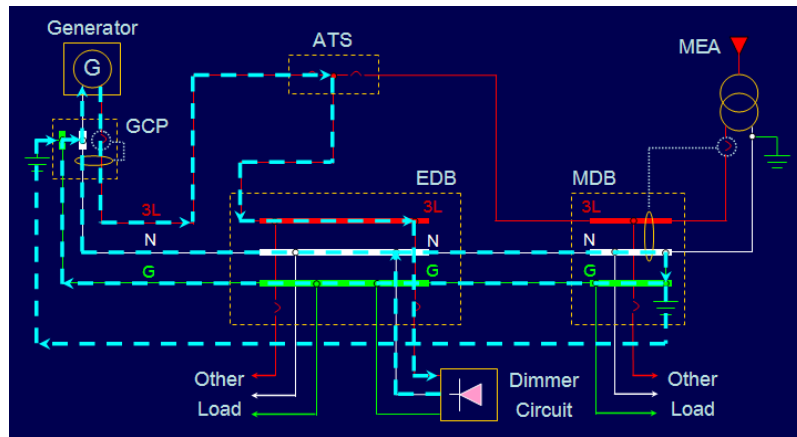 Generator
ATS
MEA
G
GCP
EDB
MDB
3L
3L
3L
N
N
N
G
G
G
Other
Load
Dimmer
Circuit
Other
Load